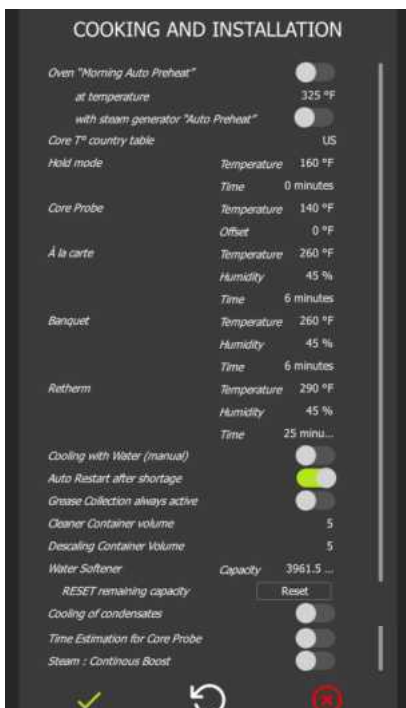 COOKING AND INSTALLATION
Oven "Morning Auto Preheat"
at temperature 325 °F
with steam generator "Auto Preheat"
Core T° country table US
Hold mode Temperature 160 °F
Time 0 minutes
Core Probe Temperature 140 °F
Offset 0 °F
À la carte Temperature 260 °F
Humidity 45 %
Time 6 minutes
Banquet Temperature 260 °F
Humidity 45 %
Time 6 minutes
Retherm Temperature 290 °F
Humidity 45 %
Time 25 minu...
Cooling with Water (manual)
Auto Restart after shortage
Grease Collection always active
Cleaner Container volume 5
Descaling Container Volume 5
Water Softener Capacity 3961.5 ...
RESET remaining capacity Reset
Cooling of condensates
Time Estimation for Core Probe
Steam : Continous Boost